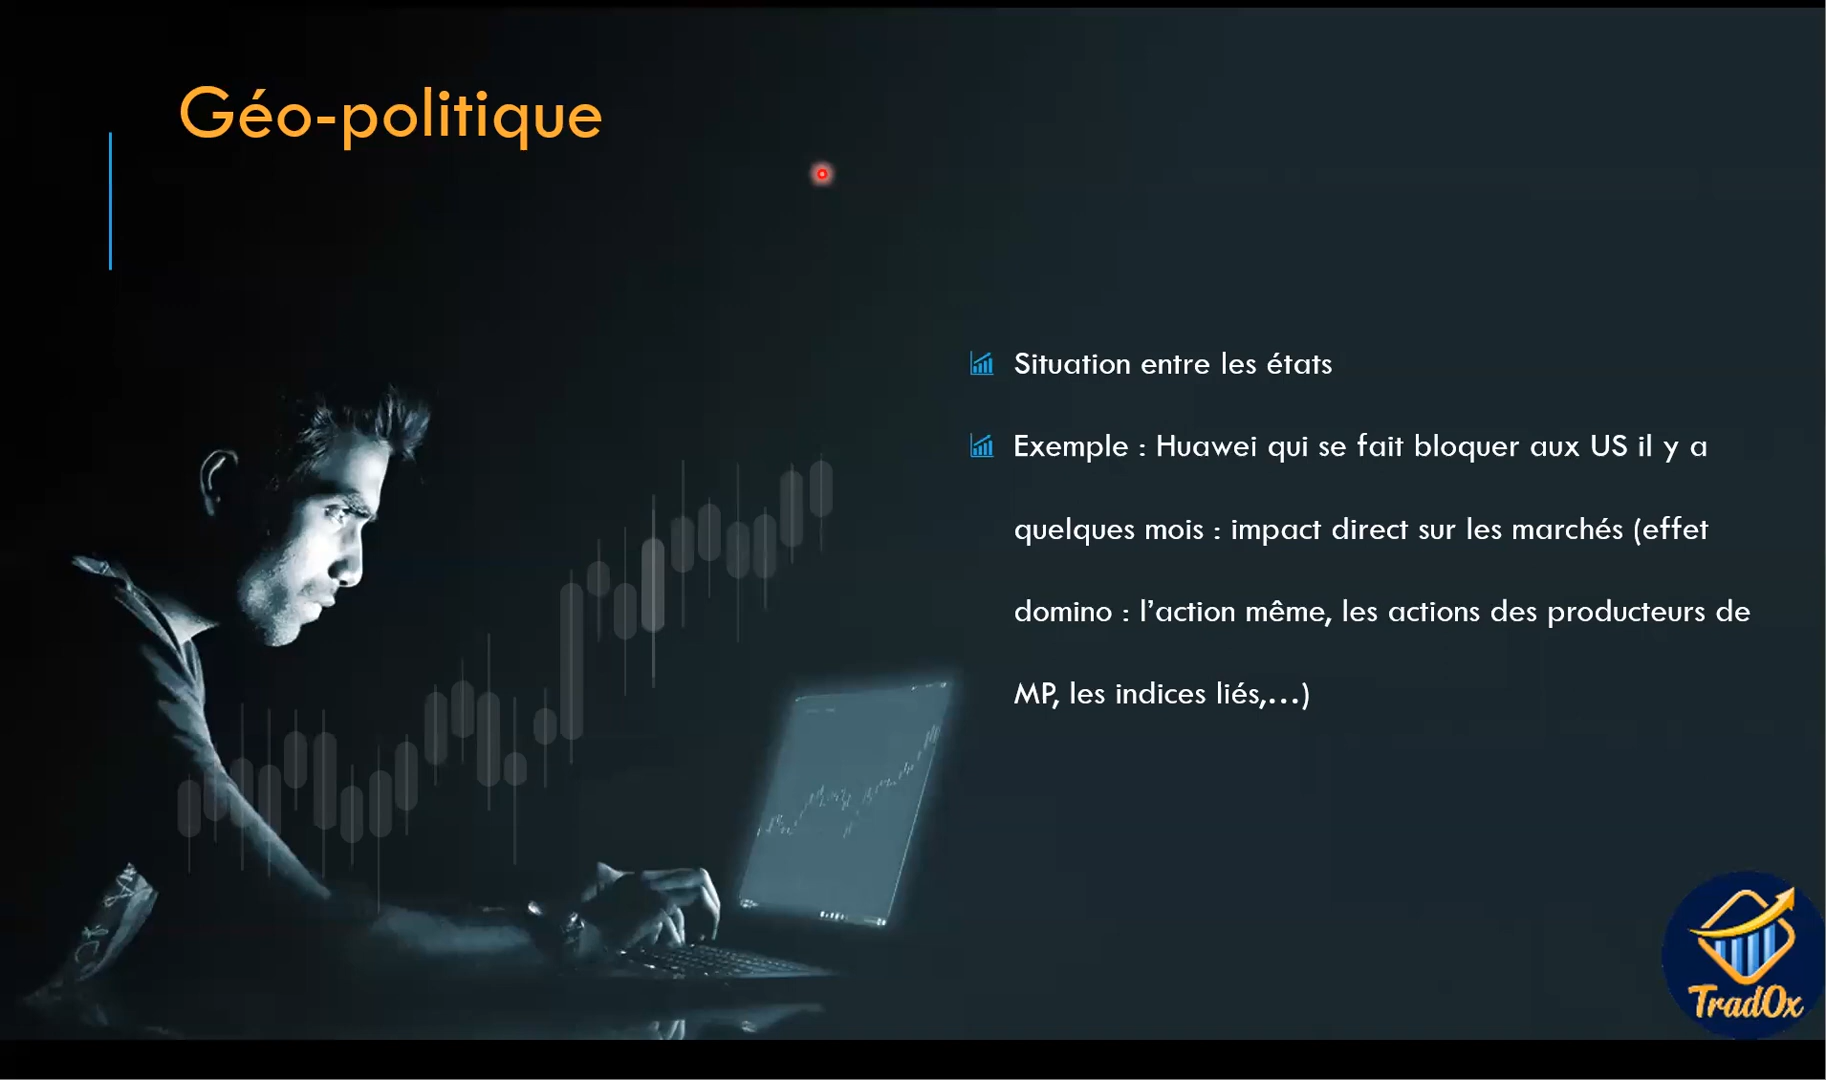 Géo-politique
Situation entre les états
Exemple : Huawei qui se fait bloquer aux US il y a
quelques mois : impact direct sur les marchés (effet
domino : l’action même, les actions des producteurs de
MP, les indices liés,…)
TradOx